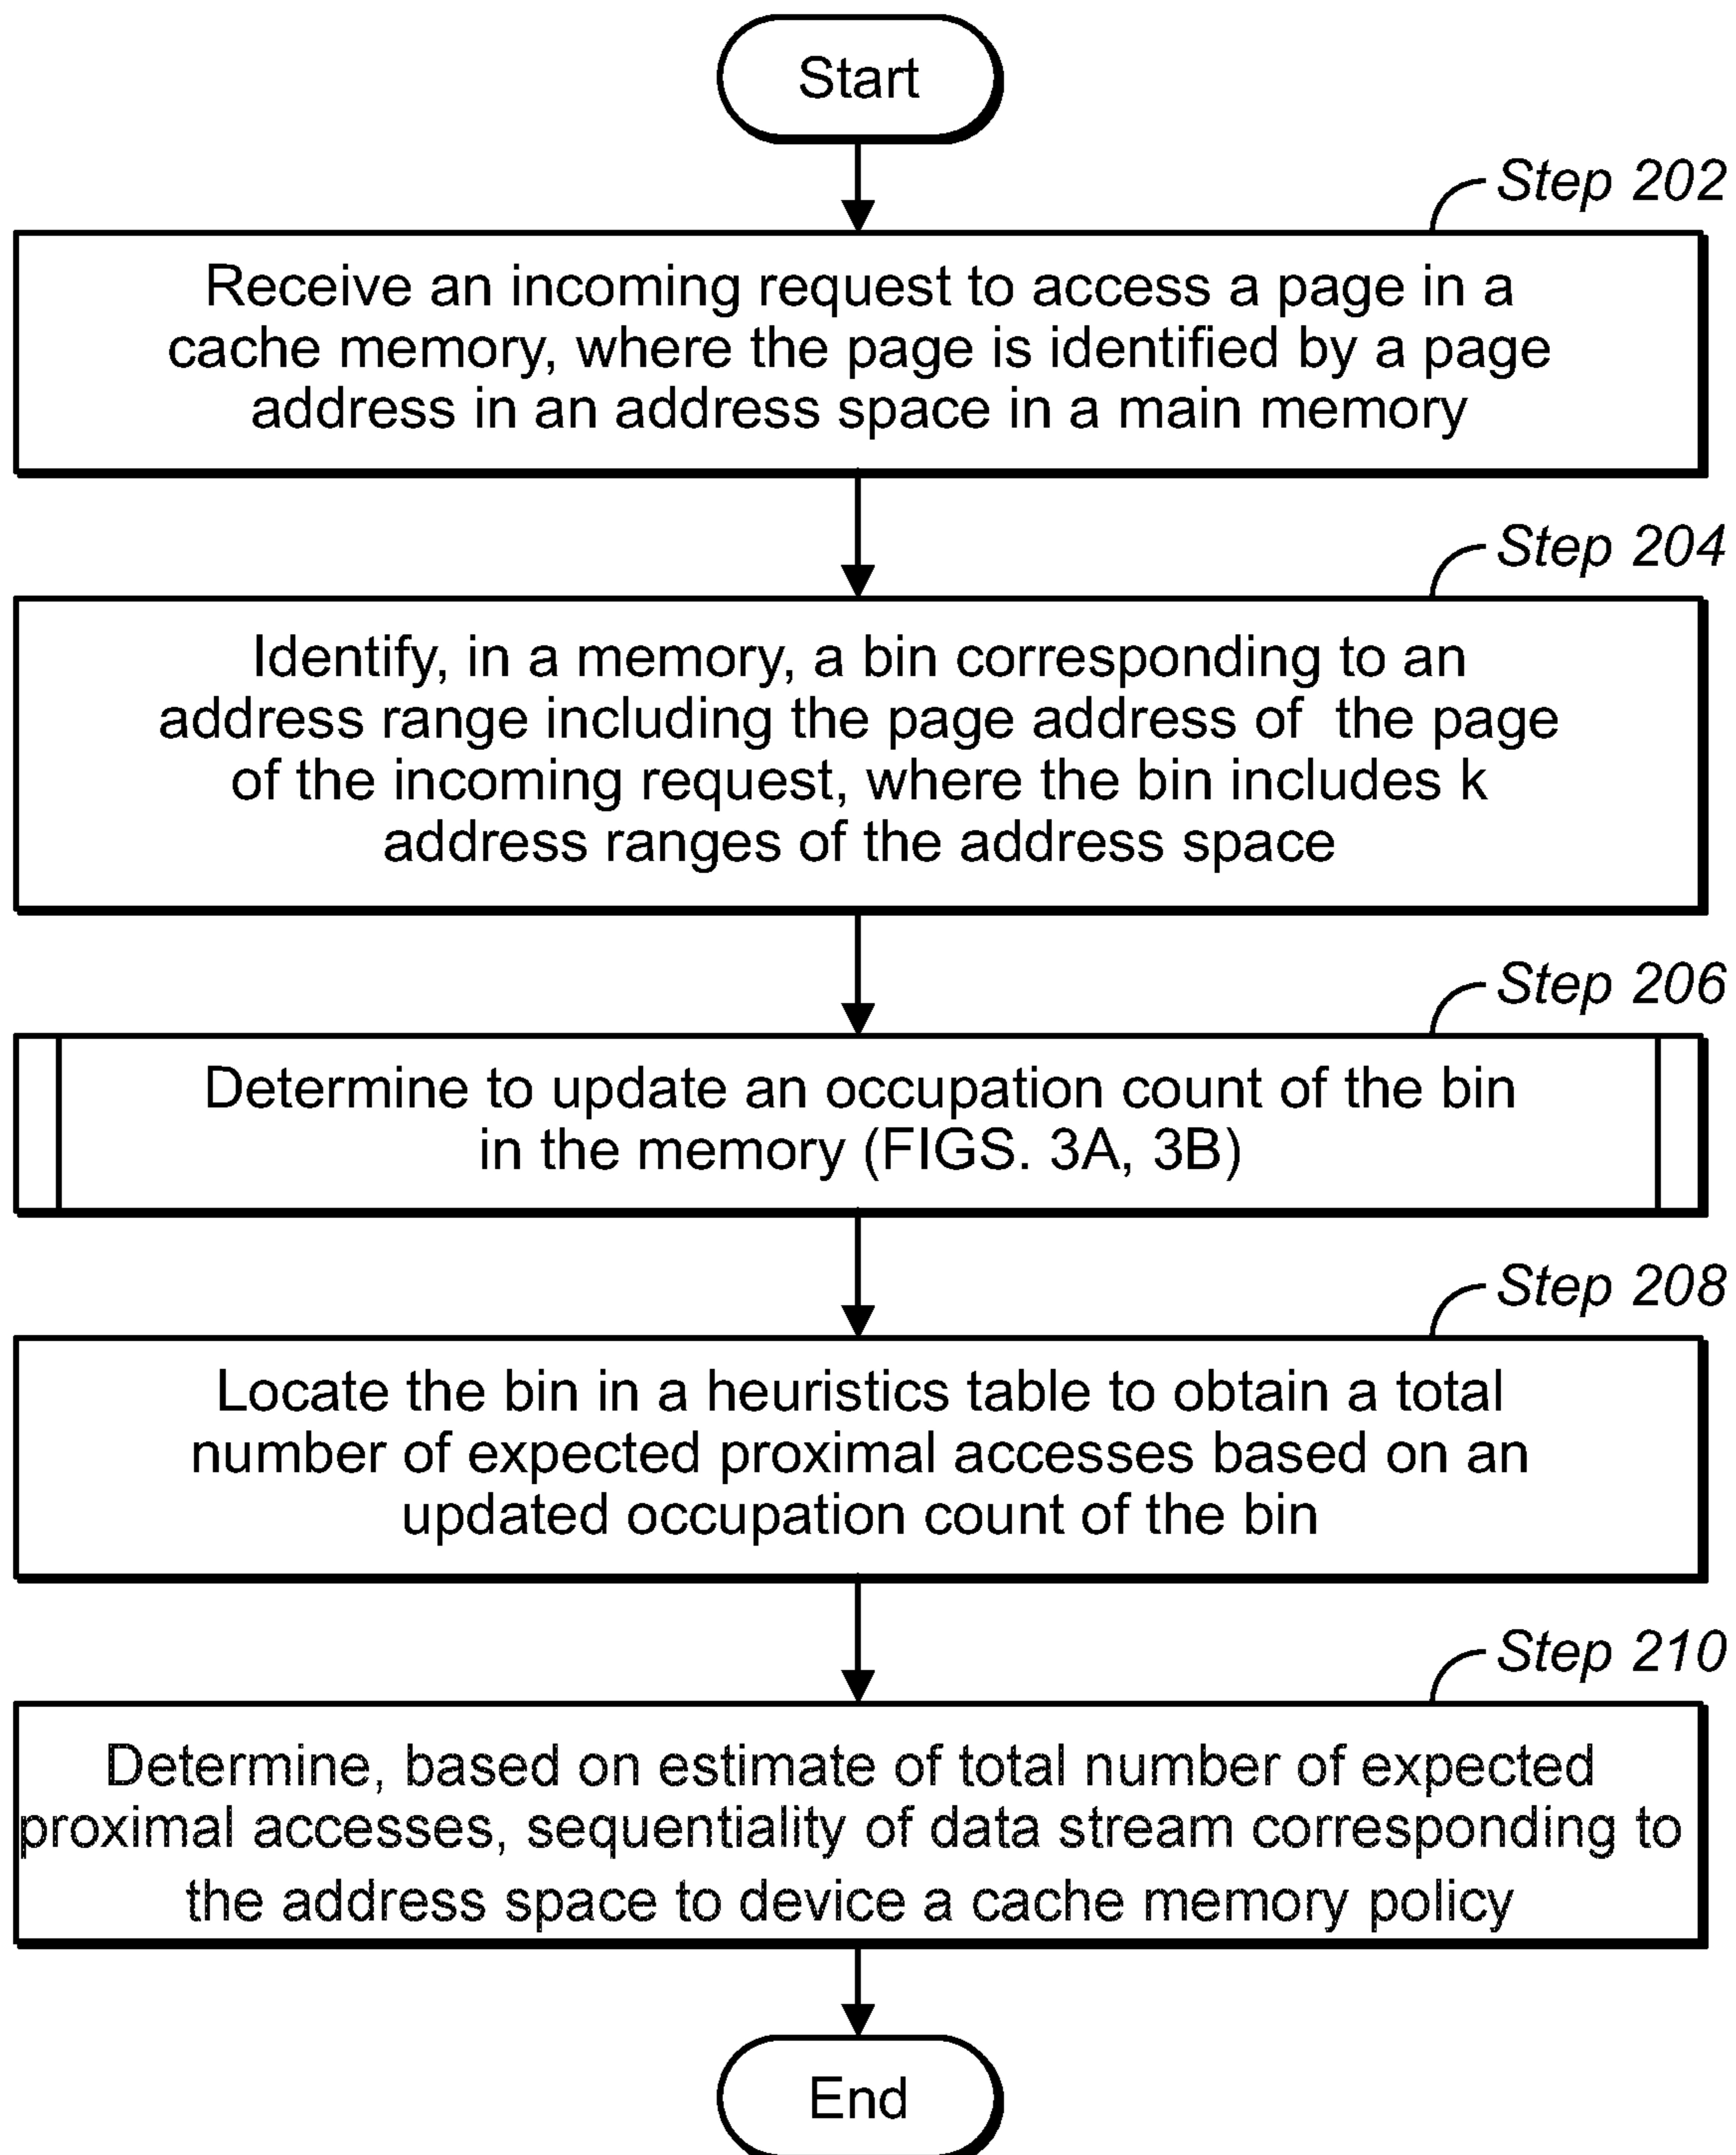 Start
Step 202
Receive an incoming request to access a page in a
cache memory, where the page is identified by a page
address in an address space in a main memory
Step 204
Identify, in a memory, a bin corresponding to an
address range including the page address of the page
of the incoming request, where the bin includes k
address ranges of the address space
Step 206
Determine to update an occupation count of the bin
in the memory (FIGS. 3A, 3B)
Step 208
Locate the bin in a heuristics table to obtain a total
number of expected proximal accesses based on an
updated occupation count of the bin
Step 210
Determine, based on estimate of total number of expected
proximal accesses, sequentiality of data stream corresponding to
the address space to device a cache memory policy
End